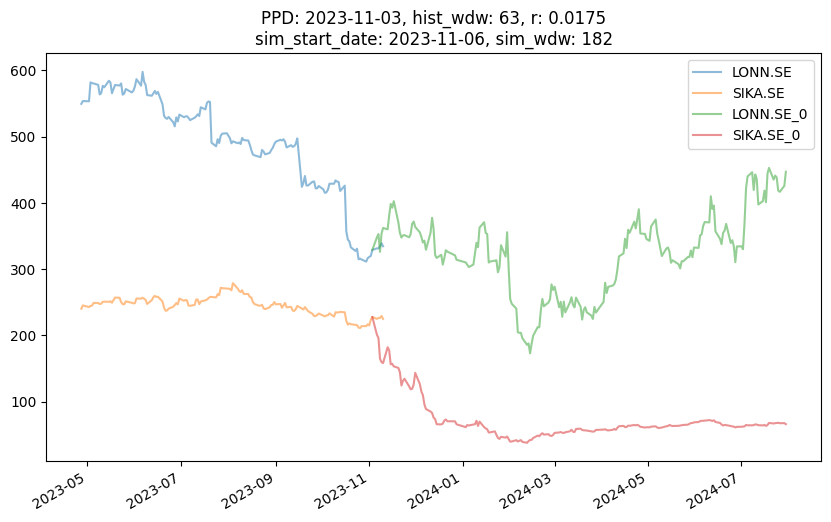 PPD: 2023-11-03, hist_wdw: 63, r: 0.0175
sim_start_date: 2023-11-06, sim_wdw: 182
LONN.SE
SIKA.SE
LONN.SE_0
SIKA.SE_0
600
500
400
300
200
100
2023-05
2023-07
2023-09
2023-11
2024-01
2024-03
2024-05
2024-07